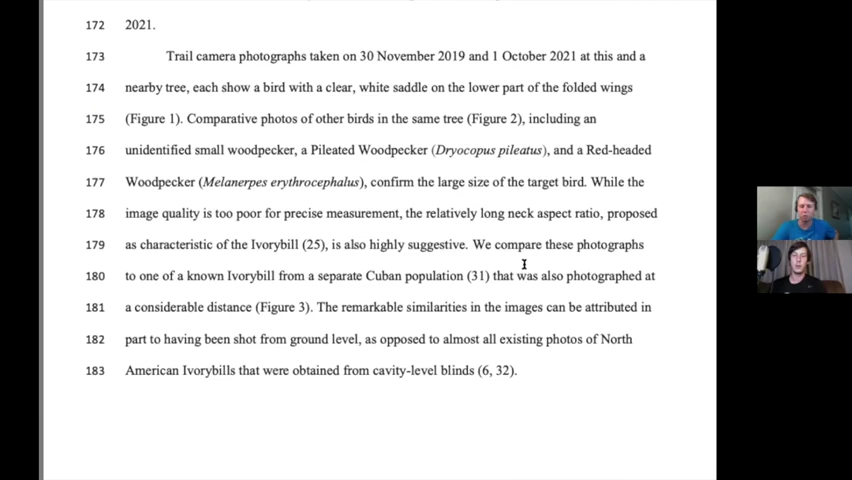 172 2021.
173 Trail camera photographs taken on 30 November 2019 and 1 October 2021 at this and a
174 nearby tree, each show a bird with a clear, white saddle on the lower part of the folded wings
175 (Figure 1). Comparative photos of other birds in the same tree (Figure 2), including an
176 unidentified small woodpecker, a Pileated Woodpecker (Dryocopus pileatus), and a Red-headed
177 Woodpecker (Melanerpes erythrocephalus), confirm the large size of the target bird. While the
178 image quality is too poor for precise measurement, the relatively long neck aspect ratio, proposed
179 as characteristic of the Ivorybill (25), is also highly suggestive. We compare these photographs
180 to one of a known Ivorybill from a separate Cuban population (31) that was also photographed at
181 a considerable distance (Figure 3). The remarkable similarities in the images can be attributed in
182 part to having been shot from ground level, as opposed to almost all existing photos of North
183 American Ivorybills that were obtained from cavity-level blinds (6, 32).